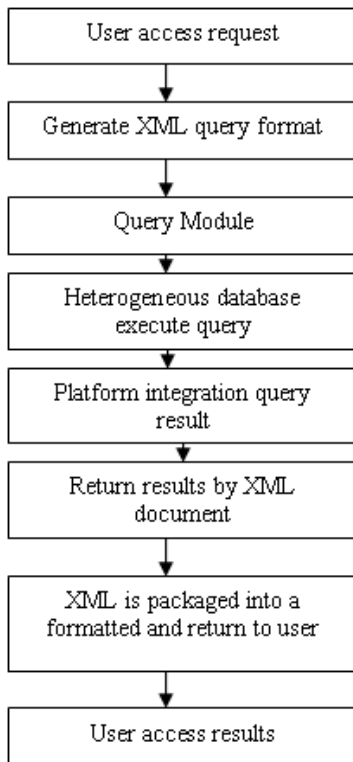 User access request
Generate XML query format
Query Module
Heterogeneous database
execute query
Platform integration query
result
Return results by XML
document
XML is packaged into a
formatted and return to user
User access results